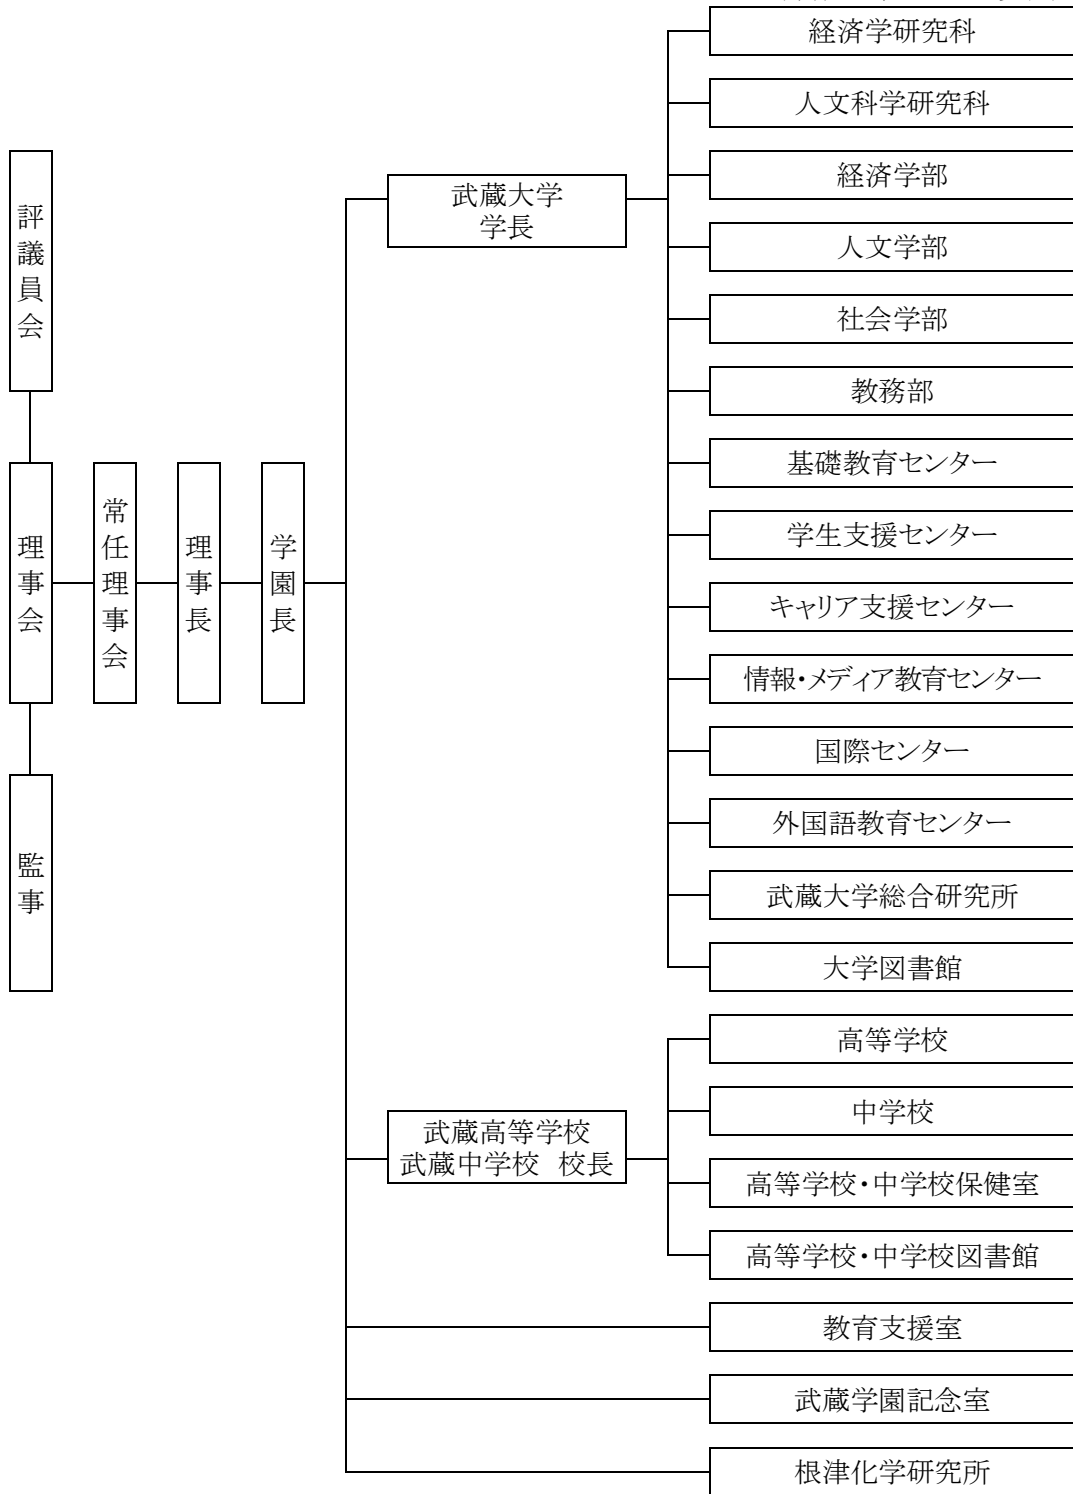 評議員会
理事会
監事
常任理事会
理事長
学園長
武蔵大学
学長
経済学研究科
人文科学研究科
経済学部
人文学部
社会学部
教務部
基礎教育センター
学生支援センター
キャリア支援センター
情報・メディア教育センター
国際センター
外国語教育センター
武蔵大学総合研究所
大学図書館
武蔵高等学校
武蔵中学校 校長
高等学校
中学校
高等学校・中学校保健室
高等学校・中学校図書館
教育支援室
武蔵学園記念室
根津化学研究所